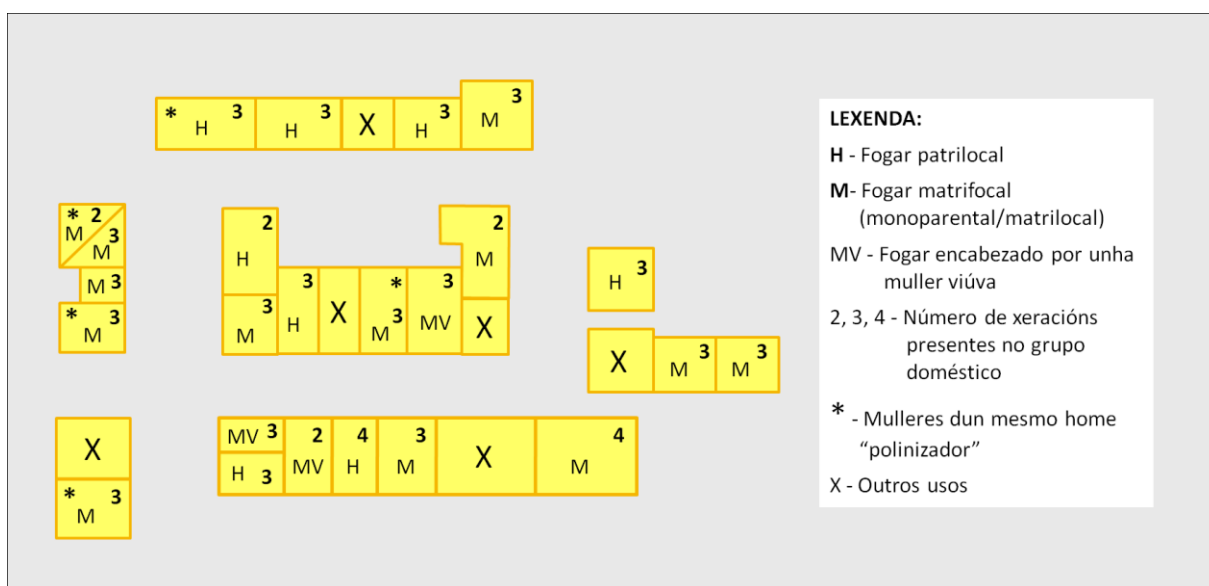 * H 3
H 3
X
H 3
M 3
* 2
M
M 3
M 3
* M 3
2
H
M 3
3
H
X
*
M 3
3
MV
2
M
X
H 3
X
M 3
M 3
X
* M 3
MV 3
H 3
2
MV
4
H
3
M
X
4
M
LEXENDA:
H - Fogar patrilocal
M- Fogar matrifocal
(monoparental/matrilocal)
MV - Fogar encabezado por unha
muller viúva
2, 3, 4 - Número de xeracións
presentes no grupo
doméstico
* - Mulleres dun mesmo home
“polinizador”
X - Outros usos